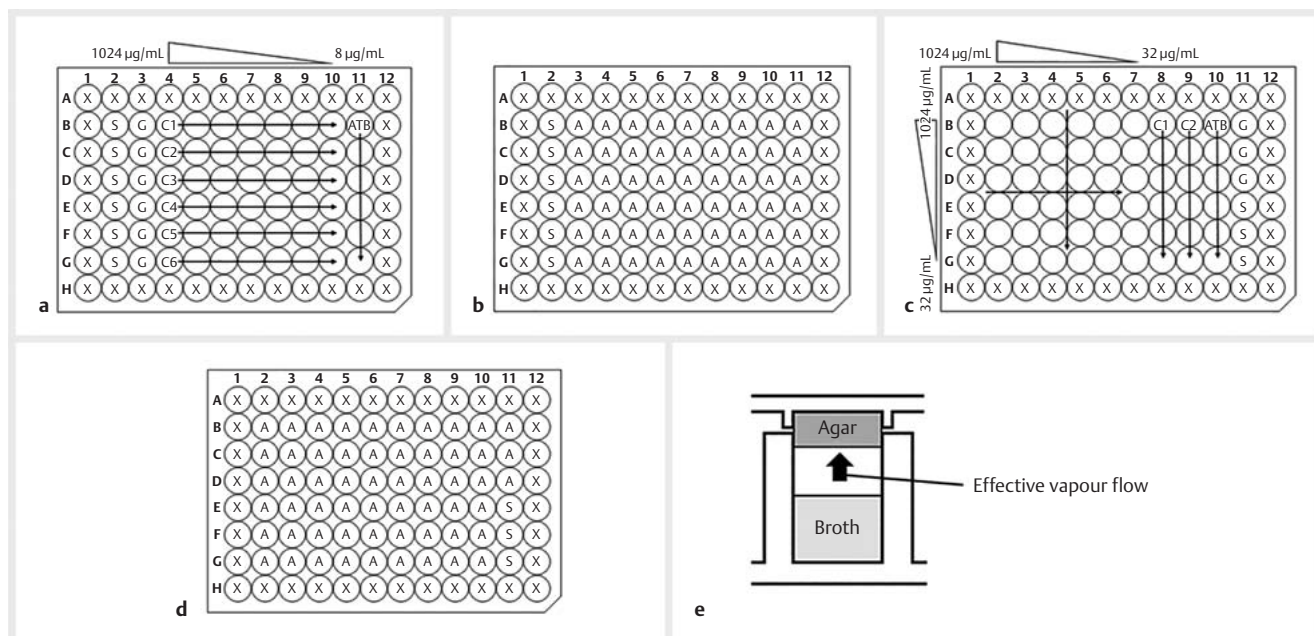 1024 µg/mL 8 µg/mL
1 2 3 4 5 6 7 8 9 10 11 12
A X X X X X X X X X X X X
B X S G C1 ATB X
C X S G C2 X
D X S G C3 X
E X S G C4 X
F X S G C5 X
G X S G C6 X
H X X X X X X X X X X X X
a
1 2 3 4 5 6 7 8 9 10 11 12
A X X X X X X X X X X X X
B X S A A A A A A A A A X
C X S A A A A A A A A A X
D X S A A A A A A A A A X
E X S A A A A A A A A A X
F X S A A A A A A A A A X
G X S A A A A A A A A A X
H X X X X X X X X X X X X
b
1024 µg/mL 32 µg/mL
1024 µg/mL
32 µg/mL
1 2 3 4 5 6 7 8 9 10 11 12
A X X X X X X X X X X X X
B X C1 C2 ATB G X
C X G X
D X G X
E X S X
F X S X
G X S X
H X X X X X X X X X X X X
c
1 2 3 4 5 6 7 8 9 10 11 12
A X X X X X X X X X X X X
B X A A A A A A A A A A X
C X A A A A A A A A A A X
D X A A A A A A A A A A X
E X A A A A A A A A A S X
F X A A A A A A A A A S X
G X A A A A A A A A A S X
H X X X X X X X X X X X X
d
Agar
Effective vapour flow
Broth
e